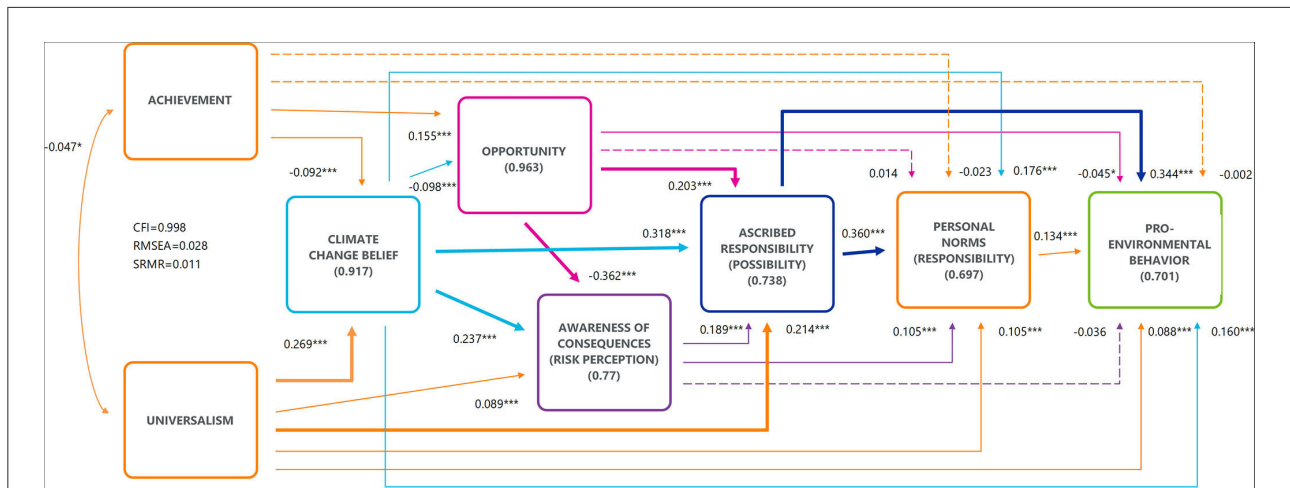 ACHIEVEMENT
-0.047*
0.155***
OPPORTUNITY
(0.963)
-0.092***
-0.098***
0.203***
0.014
-0.023
0.176***
-0.045*
0.344***
-0.002
CFI=0.998
RMSEA=0.028
SRMR=0.011
CLIMATE
CHANGE BELIEF
(0.917)
0.318***
ASCRIBED
RESPONSIBILITY
(POSSIBILITY)
(0.738)
0.360***
PERSONAL
NORMS
(RESPONSIBILITY)
(0.697)
0.134***
PRO-
ENVIRONMENTAL
BEHAVIOR
(0.701)
-0.362***
0.269***
0.237***
AWARENESS OF
CONSEQUENCES
(RISK PERCEPTION)
(0.77)
0.189***
0.214***
0.105***
0.105***
-0.036
0.088***
0.160***
0.089***
UNIVERSALISM